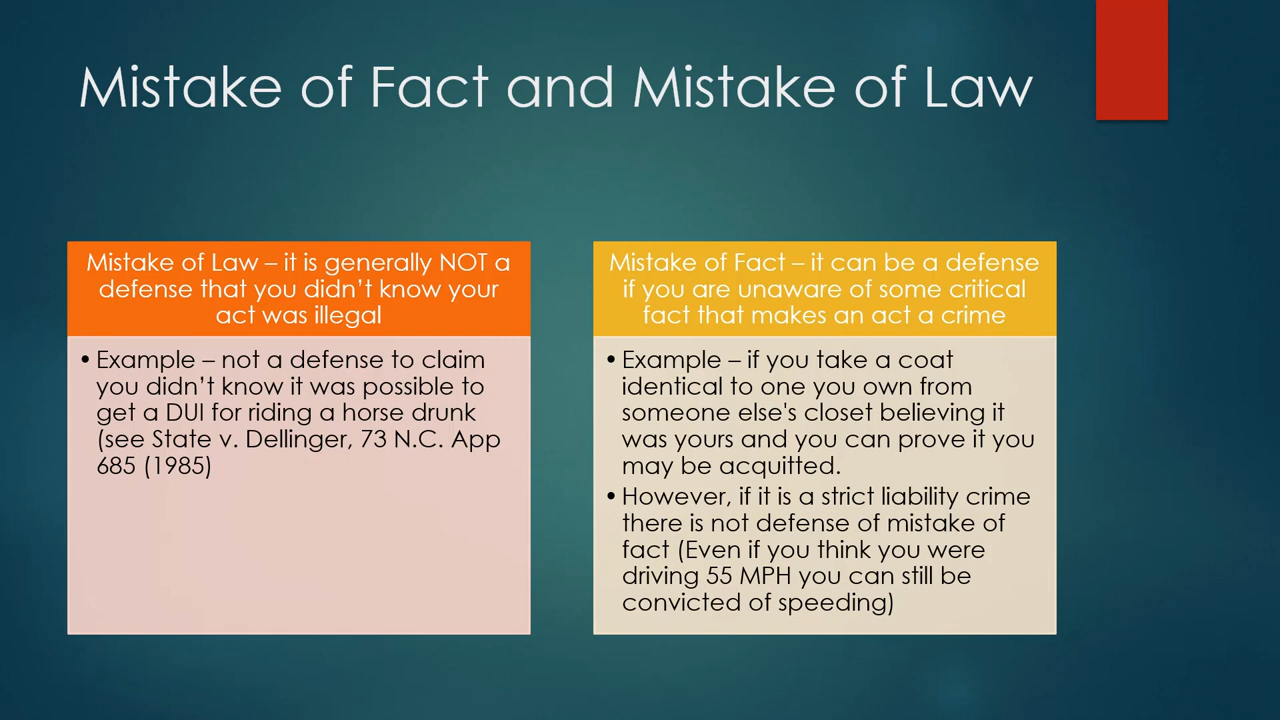 Mistake of Fact and Mistake of Law
Mistake of Law – it is generally NOT a
defense that you didn’t know your
act was illegal
• Example – not a defense to claim
you didn’t know it was possible to
get a DUI for riding a horse drunk
(see State v. Dellinger, 73 N.C. App
685 (1985)
Mistake of Fact – it can be a defense
if you are unaware of some critical
fact that makes an act a crime
• Example – if you take a coat
identical to one you own from
someone else's closet believing it
was yours and you can prove it you
may be acquitted.
• However, if it is a strict liability crime
there is not defense of mistake of
fact (Even if you think you were
driving 55 MPH you can still be
convicted of speeding)